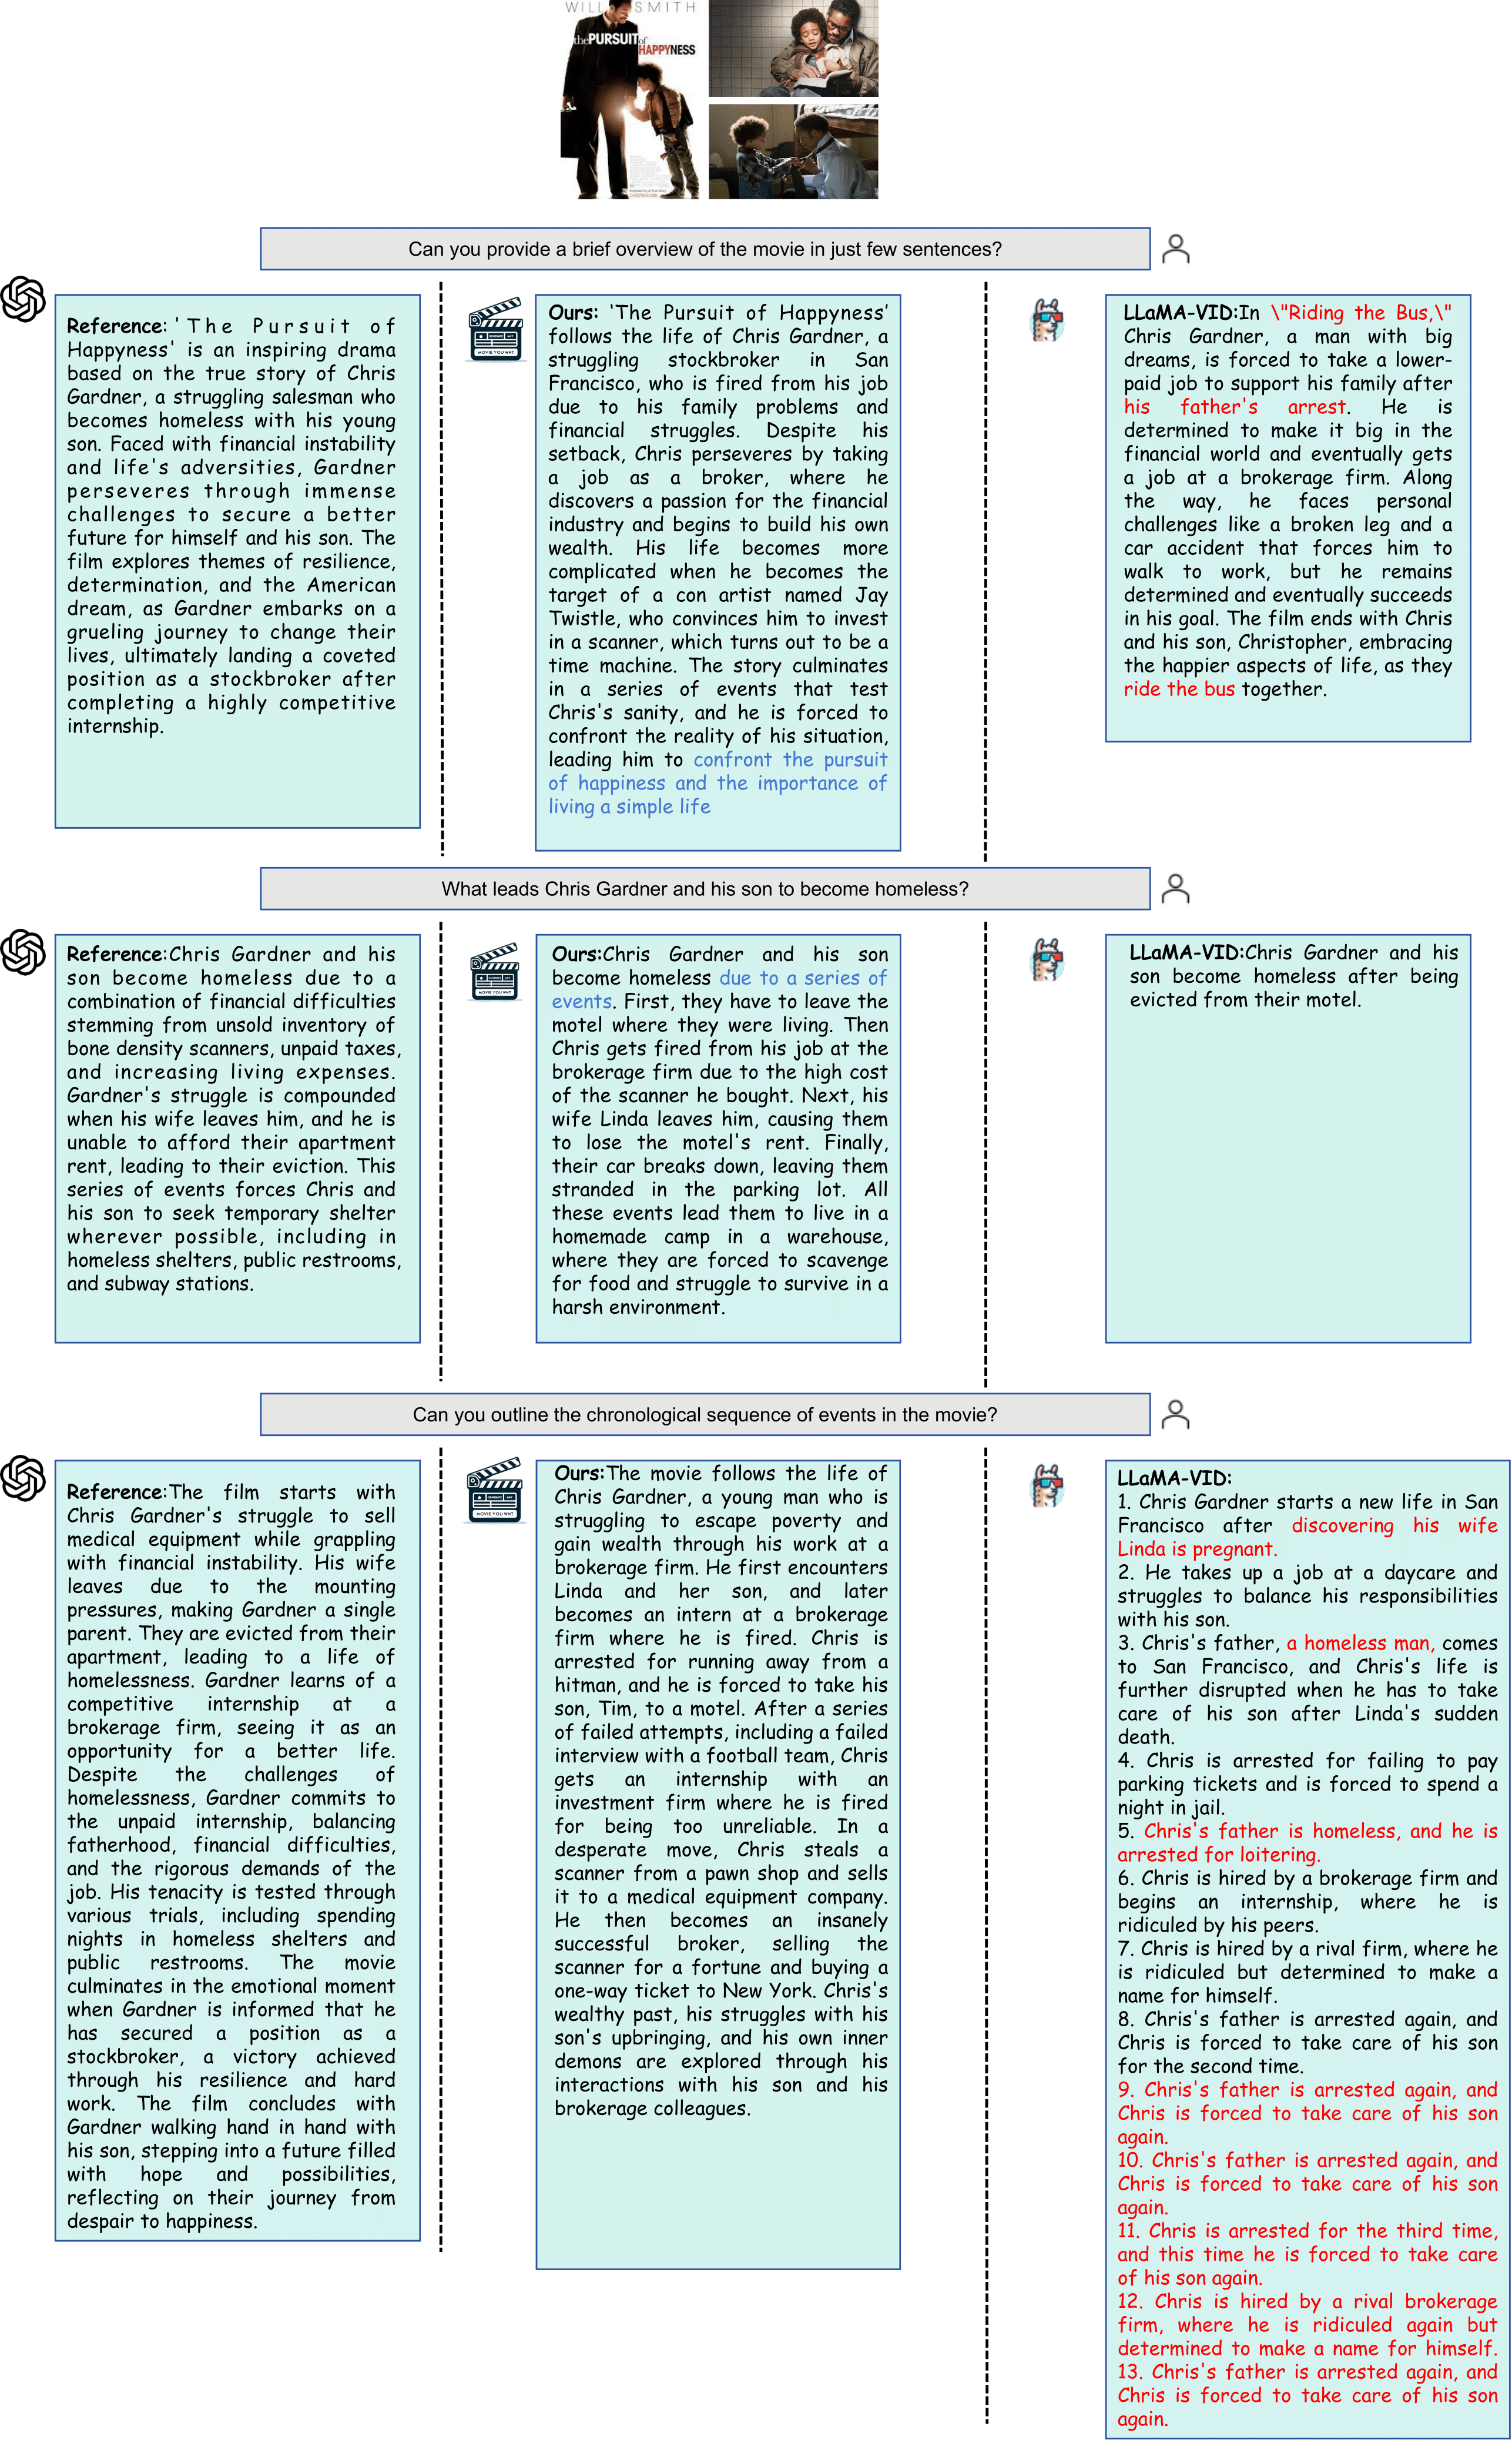 WILL SMITH
the PURSUIT of
HAPPYNESS
Can you provide a brief overview of the movie in just few sentences?
Reference: 'The Pursuit of
Happyness' is an inspiring drama
based on the true story of Chris
Gardner, a struggling salesman who
becomes homeless with his young
son. Faced with financial instability
and life's adversities, Gardner
perseveres through immense
challenges to secure a better
future for himself and his son. The
film explores themes of resilience,
determination, and the American
dream, as Gardner embarks on a
grueling journey to change their
lives, ultimately landing a coveted
position as a stockbroker after
completing a highly competitive
internship.
MOVIE YOU WNT
Ours: 'The Pursuit of Happyness'
follows the life of Chris Gardner, a
struggling stockbroker in San
Francisco, who is fired from his job
due to his family problems and
financial struggles. Despite his
setback, Chris perseveres by taking
a job as a broker, where he
discovers a passion for the financial
industry and begins to build his own
wealth. His life becomes more
complicated when he becomes the
target of a con artist named Jay
Twistle, who convinces him to invest
in a scanner, which turns out to be a
time machine. The story culminates
in a series of events that test
Chris's sanity, and he is forced to
confront the reality of his situation,
leading him to confront the pursuit
of happiness and the importance of
living a simple life
LLaMA-VID:In \"Riding the Bus,\"
Chris Gardner, a man with big
dreams, is forced to take a lower-
paid job to support his family after
his father's arrest. He is
determined to make it big in the
financial world and eventually gets
a job at a brokerage firm. Along
the way, he faces personal
challenges like a broken leg and a
car accident that forces him to
walk to work, but he remains
determined and eventually succeeds
in his goal. The film ends with Chris
and his son, Christopher, embracing
the happier aspects of life, as they
ride the bus together.
What leads Chris Gardner and his son to become homeless?
Reference:Chris Gardner and his
son become homeless due to a
combination of financial difficulties
stemming from unsold inventory of
bone density scanners, unpaid taxes,
and increasing living expenses.
Gardner's struggle is compounded
when his wife leaves him, and he is
unable to afford their apartment
rent, leading to their eviction. This
series of events forces Chris and
his son to seek temporary shelter
wherever possible, including in
homeless shelters, public restrooms,
and subway stations.
MOVIE YOU WNT
Ours:Chris Gardner and his son
become homeless due to a series of
events. First, they have to leave the
motel where they were living. Then
Chris gets fired from his job at the
brokerage firm due to the high cost
of the scanner he bought. Next, his
wife Linda leaves him, causing them
to lose the motel's rent. Finally,
their car breaks down, leaving them
stranded in the parking lot. All
these events lead them to live in a
homemade camp in a warehouse,
where they are forced to scavenge
for food and struggle to survive in a
harsh environment.
LLaMA-VID:Chris Gardner and his
son become homeless after being
evicted from their motel.
Can you outline the chronological sequence of events in the movie?
Reference:The film starts with
Chris Gardner's struggle to sell
medical equipment while grappling
with financial instability. His wife
leaves due to the mounting
pressures, making Gardner a single
parent. They are evicted from their
apartment, leading to a life of
homelessness. Gardner learns of a
competitive internship at a
brokerage firm, seeing it as an
opportunity for a better life.
Despite the challenges of
homelessness, Gardner commits to
the unpaid internship, balancing
fatherhood, financial difficulties,
and the rigorous demands of the
job. His tenacity is tested through
various trials, including spending
nights in homeless shelters and
public restrooms. The movie
culminates in the emotional moment
when Gardner is informed that he
has secured a position as a
stockbroker, a victory achieved
through his resilience and hard
work. The film concludes with
Gardner walking hand in hand with
his son, stepping into a future filled
with hope and possibilities,
reflecting on their journey from
despair to happiness.
MOVIE YOU WNT
Ours:The movie follows the life of
Chris Gardner, a young man who is
struggling to escape poverty and
gain wealth through his work at a
brokerage firm. He first encounters
Linda and her son, and later
becomes an intern at a brokerage
firm where he is fired. Chris is
arrested for running away from a
hitman, and he is forced to take his
son, Tim, to a motel. After a series
of failed attempts, including a failed
interview with a football team, Chris
gets an internship with an
investment firm where he is fired
for being too unreliable. In a
desperate move, Chris steals a
scanner from a pawn shop and sells
it to a medical equipment company.
He then becomes an insanely
successful broker, selling the
scanner for a fortune and buying a
one-way ticket to New York. Chris's
wealthy past, his struggles with his
son's upbringing, and his own inner
demons are explored through his
interactions with his son and his
brokerage colleagues.
LLaMA-VID:
1. Chris Gardner starts a new life in San
Francisco after discovering his wife
Linda is pregnant.
2. He takes up a job at a daycare and
struggles to balance his responsibilities
with his son.
3. Chris's father, a homeless man, comes
to San Francisco, and Chris's life is
further disrupted when he has to take
care of his son after Linda's sudden
death.
4. Chris is arrested for failing to pay
parking tickets and is forced to spend a
night in jail.
5. Chris's father is homeless, and he is
arrested for loitering.
6. Chris is hired by a brokerage firm and
begins an internship, where he is
ridiculed by his peers.
7. Chris is hired by a rival firm, where he
is ridiculed but determined to make a
name for himself.
8. Chris's father is arrested again, and
Chris is forced to take care of his son
for the second time.
9. Chris's father is arrested again, and
Chris is forced to take care of his son
again.
10. Chris's father is arrested again, and
Chris is forced to take care of his son
again.
11. Chris is arrested for the third time,
and this time he is forced to take care
of his son again.
12. Chris is hired by a rival brokerage
firm, where he is ridiculed again but
determined to make a name for himself.
13. Chris's father is arrested again, and
Chris is forced to take care of his son
again.